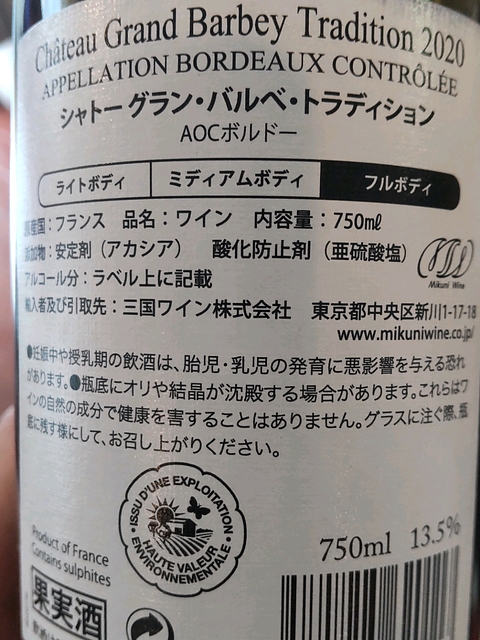 Château Grand Barbey Tradition 2020
APPELLATION BORDEAUX CONTRÔLÉE
シャトー グラン・バルベ・トラディション
AOCボルドー
ライトボディ ミディアムボディ フルボディ
原産国：フランス 品名：ワイン 内容量：750mℓ
添加物：安定剤（アカシア） 酸化防止剤（亜硫酸塩）
Mikuni Wine
アルコール分：ラベル上に記載
輸入者及び引取先：三国ワイン株式会社 東京都中央区新川1-17-18
www.mikuniwine.co.jp/
●妊娠中や授乳期の飲酒は、胎児・乳児の発育に悪影響を与える恐れ
があります。●瓶底にオリや結晶が沈殿する場合があります。これらはワ
インの自然の成分で健康を害することはありません。グラスに注ぐ際、瓶
底に残す様にして、お召し上がりください。
ISSU D'UNE EXPLOITATION
HAUTE VALEUR
ENVIRONNEMENTALE
Product of France
Contains sulphites
750ml 13.5%
果実酒